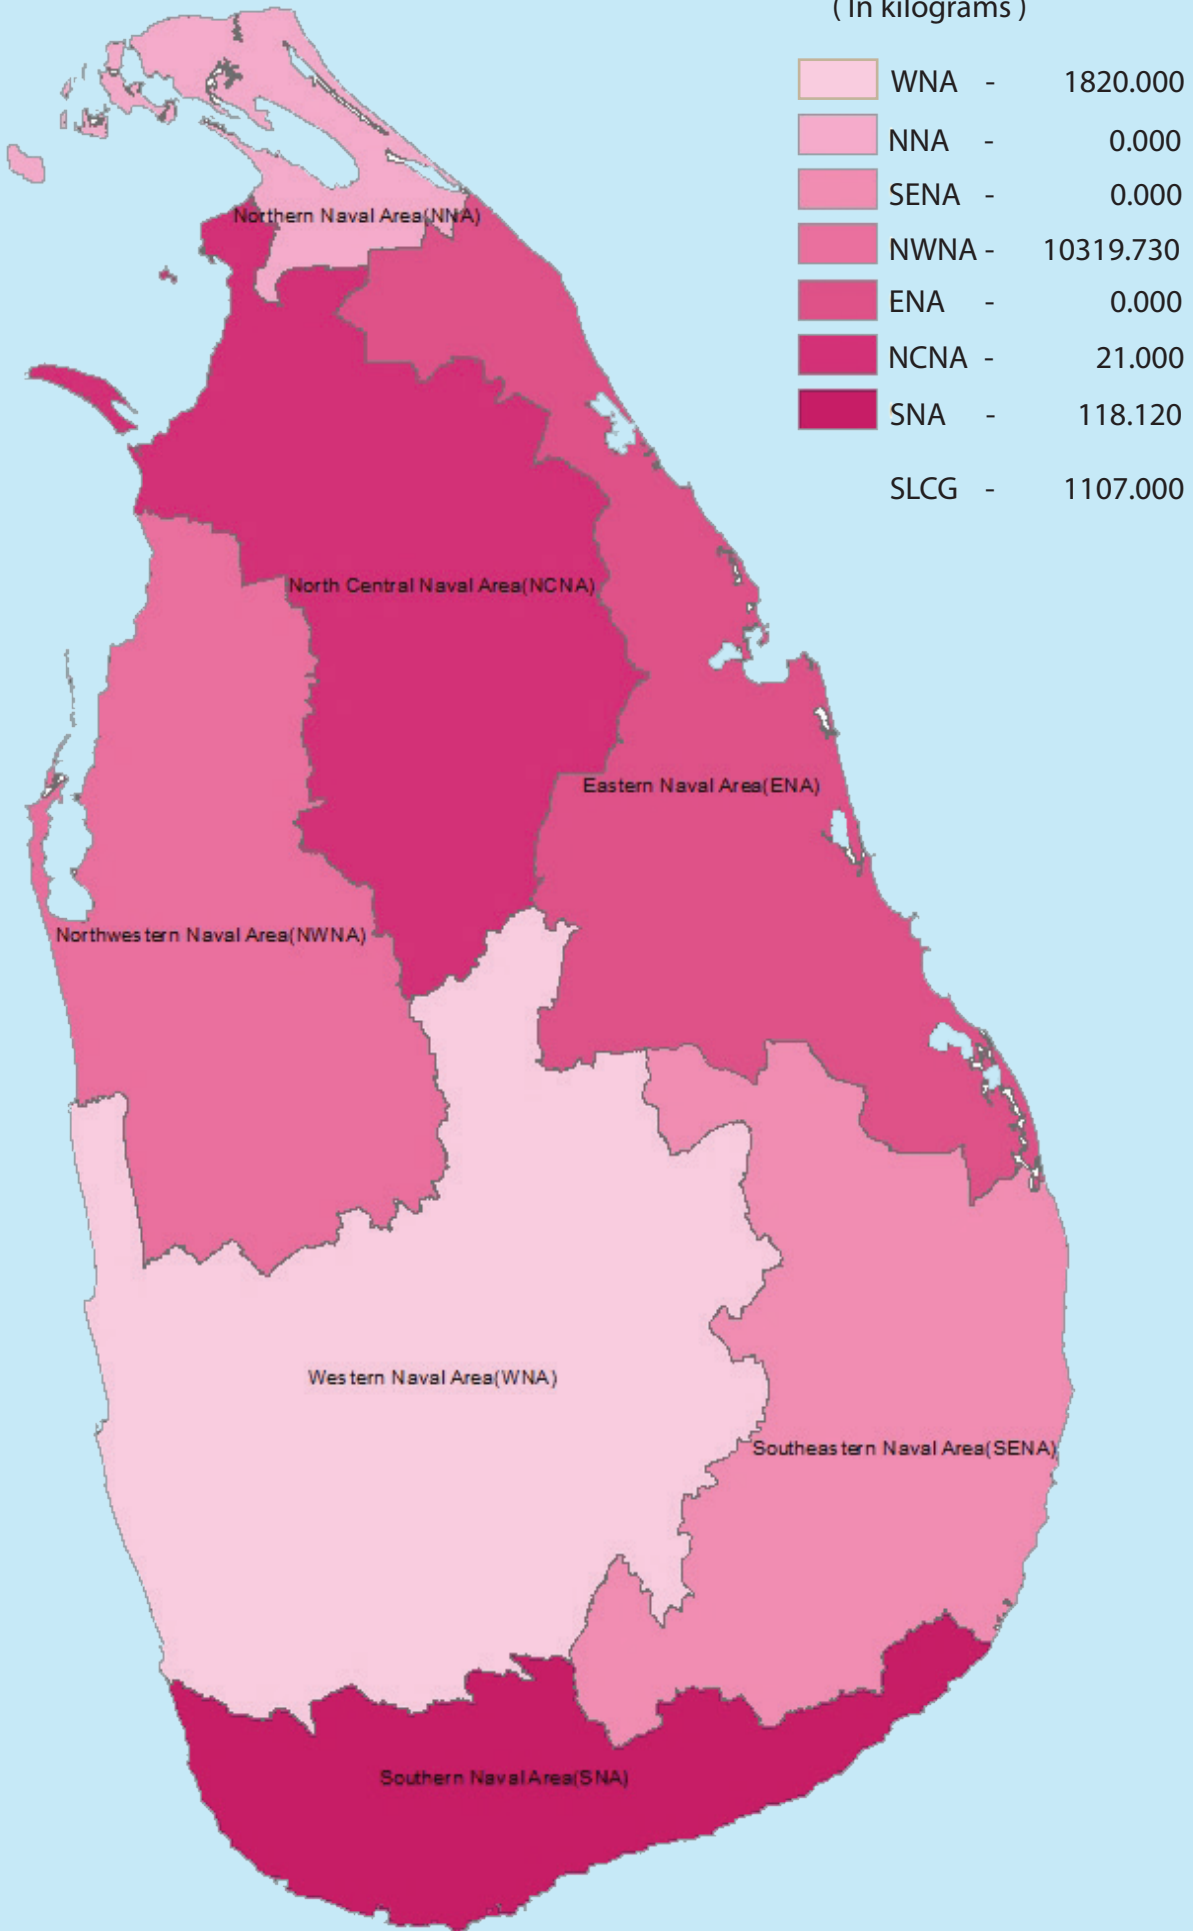 ( In kilograms )
WNA - 1820.000
NNA - 0.000
SENA - 0.000
NWNA - 10319.730
ENA - 0.000
NCNA - 21.000
SNA - 118.120
SLCG - 1107.000
Northern Naval Area(NNA)
North Central Naval Area(NCNA)
Eastern Naval Area(ENA)
Northwestern Naval Area(NWNA)
Western Naval Area(WNA)
Southeastern Naval Area(SENA)
Southern Naval Area(SNA)